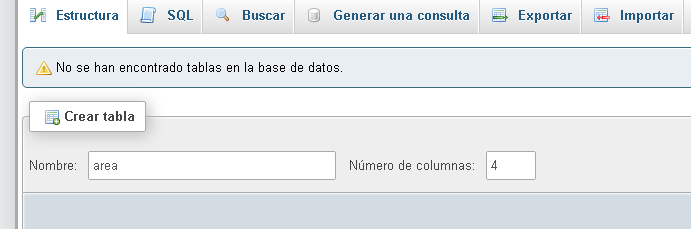 Estructura SQL Buscar Generar una consulta Exportar Importar
No se han encontrado tablas en la base de datos.
Crear tabla
Nombre: area Número de columnas: 4